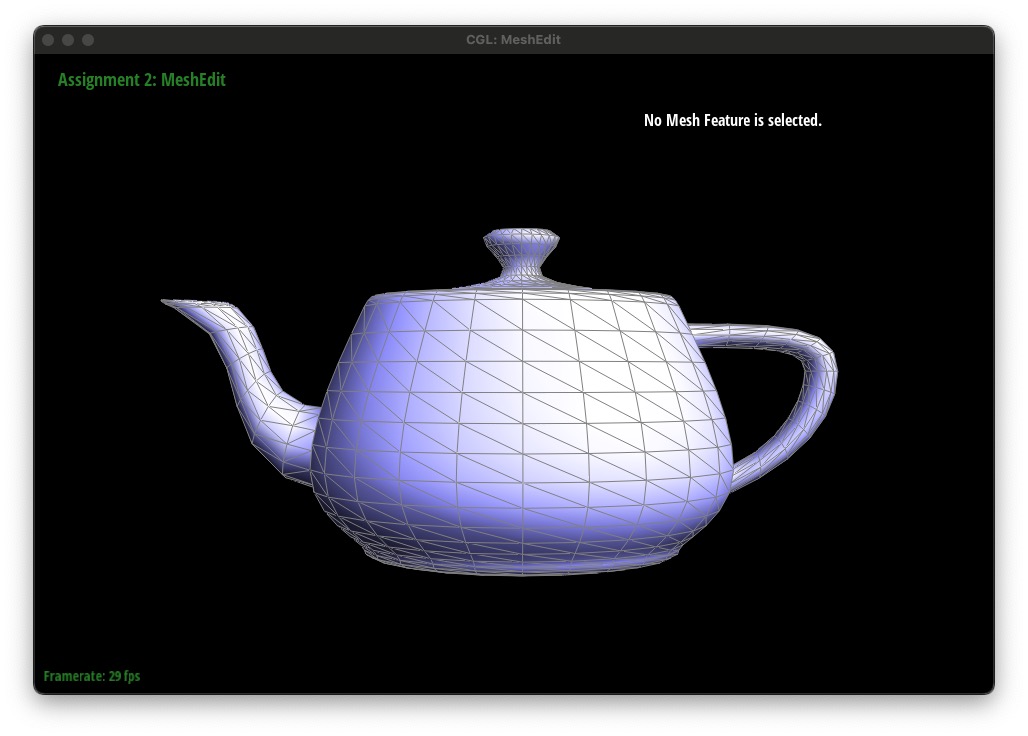 CGL: MeshEdit
Assignment 2: MeshEdit
No Mesh Feature is selected.
Framerate: 29 fps